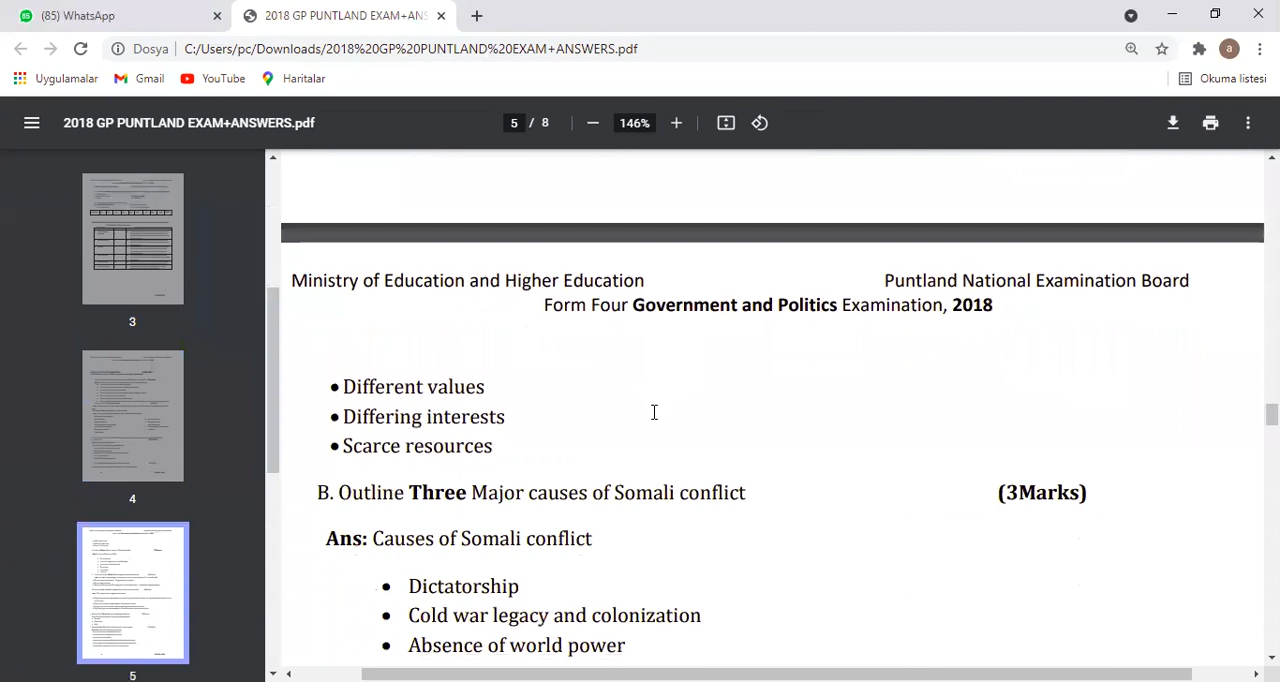 (85) WhatsApp
2018 GP PUNTLAND EXAM+ANS
Dosya C:/Users/pc/Downloads/2018%20GP%20PUNTLAND%20EXAM+ANSWERS.pdf
a
Uygulamalar Gmail YouTube Haritalar Okuma listesi
2018 GP PUNTLAND EXAM+ANSWERS.pdf 5 / 8 146%
3
4
5
Ministry of Education and Higher Education Puntland National Examination Board
Form Four Government and Politics Examination, 2018
• Different values
• Differing interests
• Scarce resources
B. Outline Three Major causes of Somali conflict (3Marks)
Ans: Causes of Somali conflict
• Dictatorship
• Cold war legacy and colonization
• Absence of world power